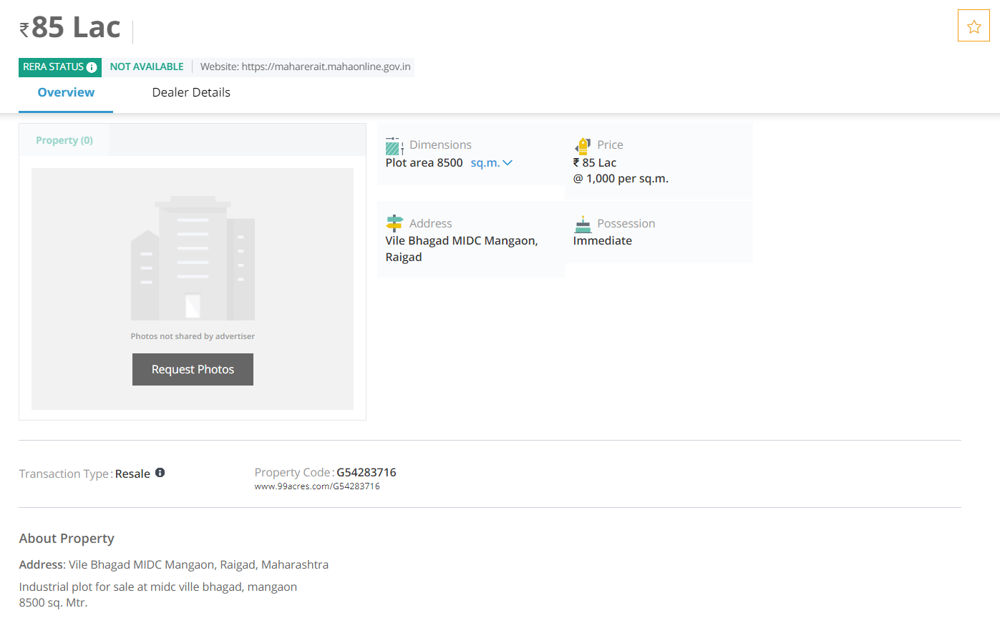 ₹85 Lac
RERA STATUS NOT AVAILABLE Website: https://maharerait.mahaonline.gov.in
Overview Dealer Details
Property (0)
Photos not shared by advertiser
Request Photos
Dimensions
Plot area 8500 sq.m.
Price
₹ 85 Lac
@ 1,000 per sq.m.
Address
Vile Bhagad MIDC Mangaon,
Raigad
Possession
Immediate
Transaction Type : Resale
Property Code : G54283716
www.99acres.com/G54283716
About Property
Address: Vile Bhagad MIDC Mangaon, Raigad, Maharashtra
Industrial plot for sale at midc ville bhagad, mangaon
8500 sq. Mtr.